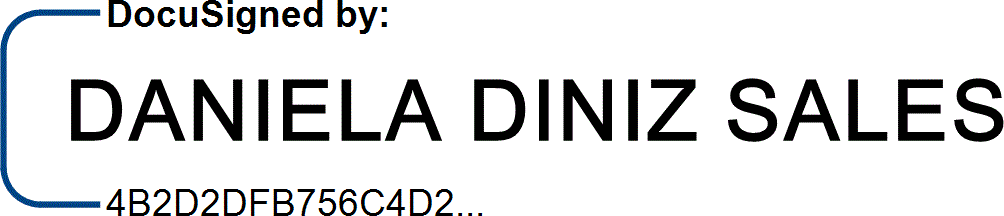 DocuSigned by:
DANIELA DINIZ SALES
4B2D2DFB756C4D2...